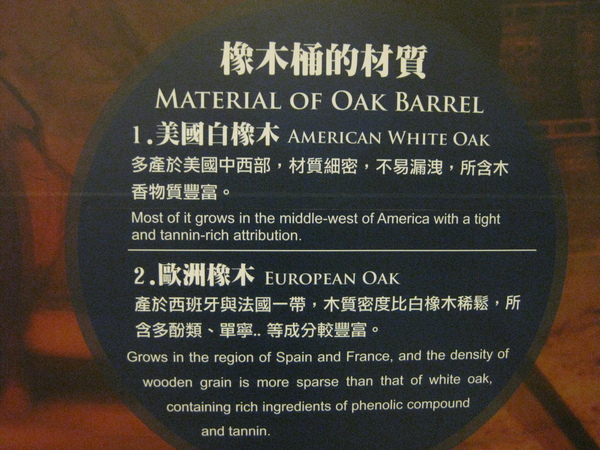 橡木桶的材質
MATERIAL OF OAK BARREL
1.美國白橡木 AMERICAN WHITE OAK
多產於美國中西部，材質細密，不易漏洩，所含木
香物質豐富。
Most of it grows in the middle-west of America with a tight
and tannin-rich attribution.
2.歐洲橡木 EUROPEAN OAK
產於西班牙與法國一帶，木質密度比白橡木稀鬆，所
含多酚類、單寧.. 等成分較豐富。
Grows in the region of Spain and France, and the density of
wooden grain is more sparse than that of white oak,
containing rich ingredients of phenolic compound
and tannin.